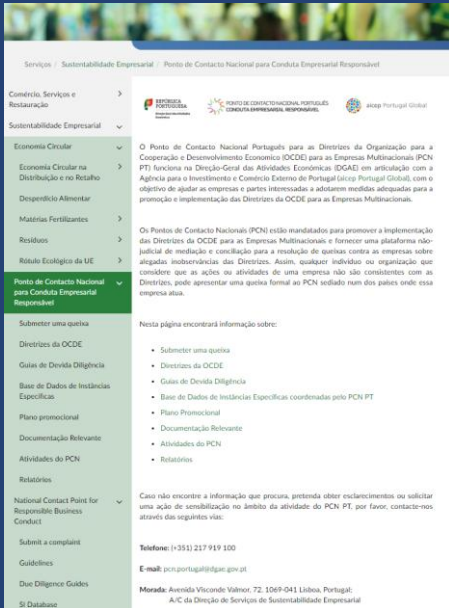 Serviços / Sustentabilidade Empresarial / Ponto de Contacto Nacional para Conduta Empresarial Responsável
Comércio, Serviços e
Restauração
Sustentabilidade Empresarial
Economia Circular
Economia Circular na
Distribuição e no Retalho
Desperdício Alimentar
Matérias Fertilizantes
Resíduos
Rótulo Ecológico da UE
Ponto de Contacto Nacional
para Conduta Empresarial
Responsável
Submeter uma queixa
Diretrizes da OCDE
Guias de Devida Diligência
Base de Dados de Instâncias
Específicas
Plano promocional
Documentação Relevante
Atividades do PCN
Relatórios
National Contact Point for
Responsible Business
Conduct
Submit a complaint
Guidelines
Due Diligence Guides
SI Database
REPÚBLICA
PORTUGUESA
PONTO DE CONTACTO NACIONAL PORTUGUÊS
CONDUTA EMPRESARIAL RESPONSÁVEL
aicep Portugal Global
O Ponto de Contacto Nacional Português para as Diretrizes da Organização para a
Cooperação e Desenvolvimento Economico (OCDE) para as Empresas Multinacionais (PCN
PT) funciona na Direção-Geral das Atividades Económicas (DGAE) em articulação com a
Agência para o Investimento e Comércio Externo de Portugal (aicep Portugal Global), com o
objetivo de ajudar as empresas e partes interessadas a adotarem medidas adequadas para a
promoção e implementação das Diretrizes da OCDE para as Empresas Multinacionais.
Os Pontos de Contacto Nacionais (PCN) estão mandatados para promover a implementação
das Diretrizes da OCDE para as Empresas Multinacionais e fornecer uma plataforma não-
judicial de mediação e conciliação para a resolução de queixas contra as empresas sobre
alegadas inobservâncias das Diretrizes. Assim, qualquer indivíduo ou organização que
considere que as ações ou atividades de uma empresa não são consistentes com as
Diretrizes, pode apresentar uma queixa formal ao PCN sediado num dos países onde essa
empresa atua.
Nesta página encontrará informação sobre:
• Submeter uma queixa
• Diretrizes da OCDE
• Guias de Devida Diligência
• Base de Dados de Instâncias Específicas coordenadas pelo PCN PT
• Plano Promocional
• Documentação Relevante
• Atividades do PCN
• Relatórios
Caso não encontre a informação que procura, pretenda obter esclarecimentos ou solicitar
uma ação de sensibilização no âmbito da atividade do PCN PT, por favor, contacte-nos
através das seguintes vias:
Telefone: (+351) 217 919 100
E-mail: pcn.portugal@dgae.gov.pt
Morada: Avenida Visconde Valmor, 72, 1069-041 Lisboa, Portugal;
A/C da Direção de Serviços de Sustentabilidade Empresarial